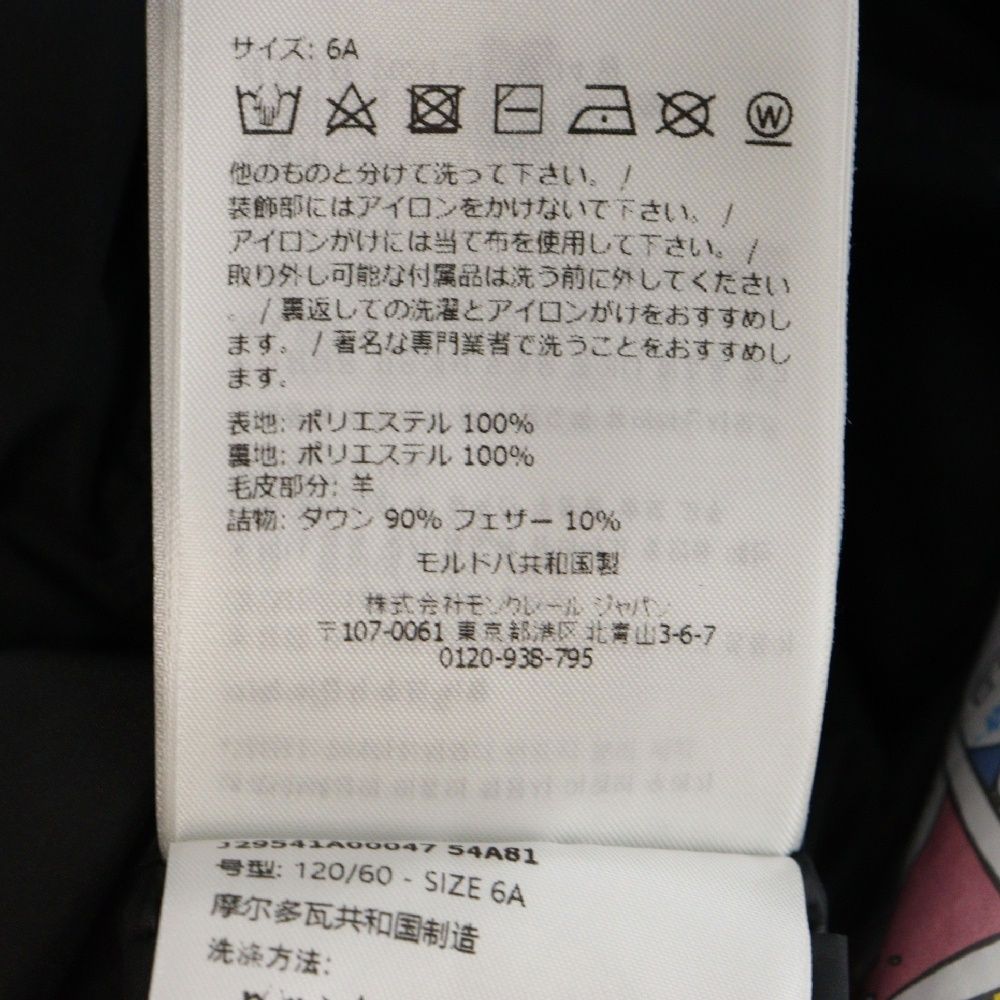 サイズ: 6A
W
他のものと分けて洗って下さい。 /
装飾部にはアイロンをかけないで下さい。 /
アイロンがけには当て布を使用して下さい。 /
取り外し可能な付属品は洗う前に外してください
。 / 裏返しての洗濯とアイロンがけをおすすめし
ます。 / 著名な専門業者で洗うことをおすすめし
ます。
表地: ポリエステル 100%
裏地: ポリエステル 100%
毛皮部分: 羊
詰物: ダウン 90% フェザー 10%
モルドバ共和国製
株式会社モンクレール ジャパン
〒107-0061 東京都港区北青山3-6-7
0120-938-795
J29541A00047 54A81
号型: 120/60 - SIZE 6A
摩尔多瓦共和国制造
洗涤方法: